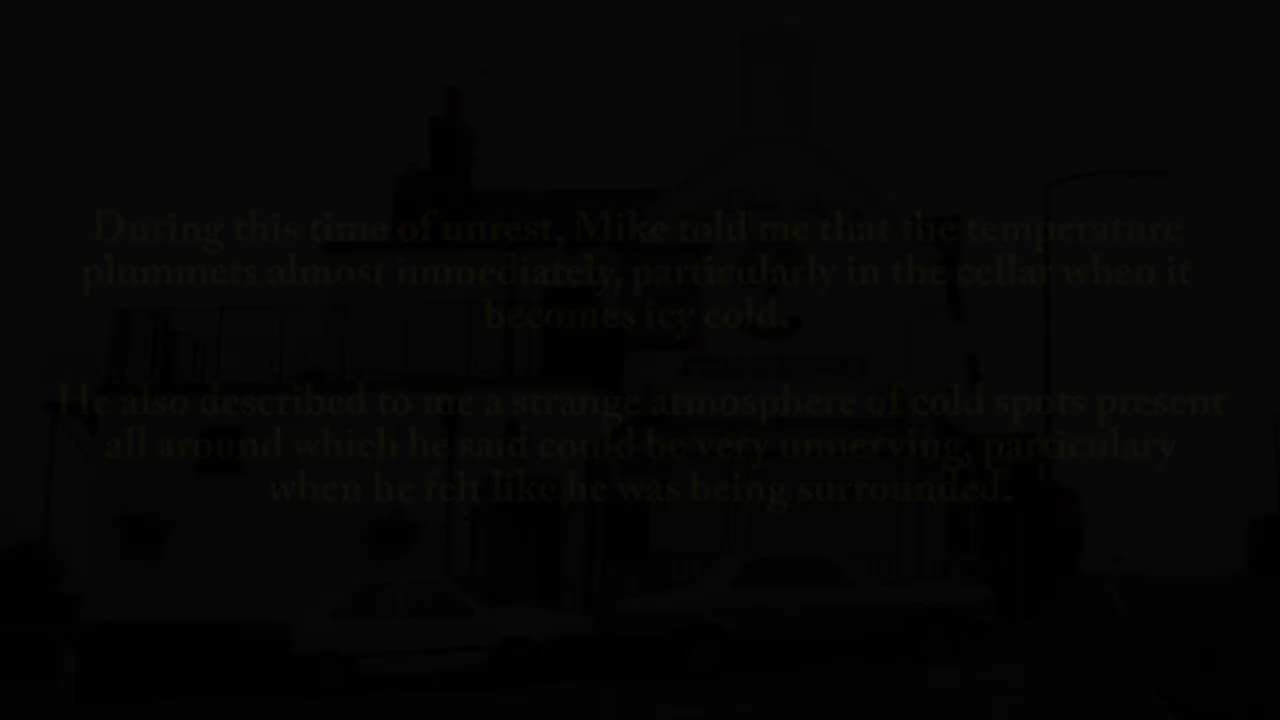 During this time of unrest, Mike told me that the temperature
plummets almost immediately, particularly in the cellar when it
becomes icy cold.
He also described to me a strange atmosphere of cold spots present
all around which he said could be very unnerving, particulary
when he felt like he was being surrounded.